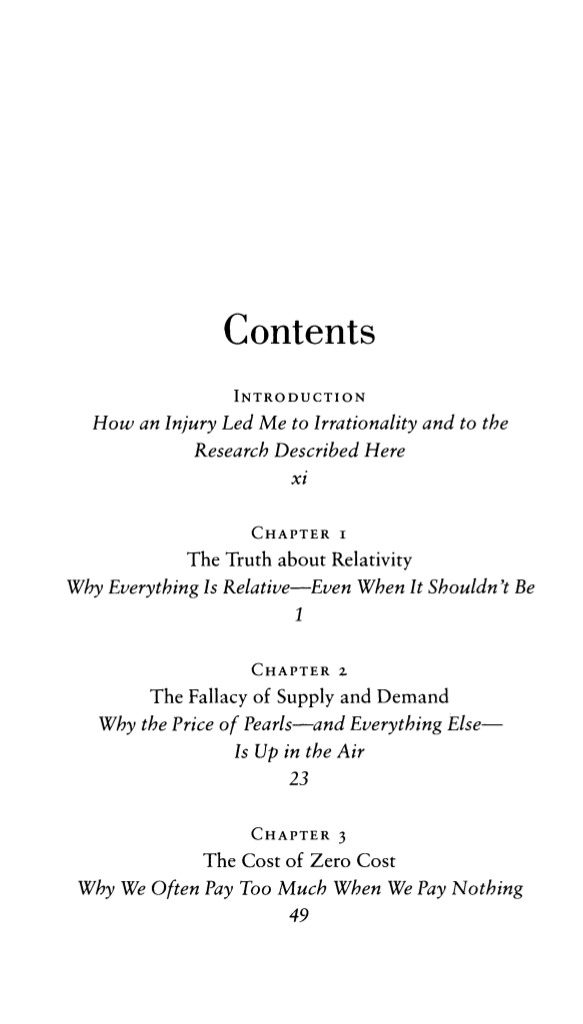 Contents
Introduction
How an Injury Led Me to Irrationality and to the
Research Described Here
xi
Chapter 1
The Truth about Relativity
Why Everything Is Relative—Even When It Shouldn't Be
1
Chapter 2
The Fallacy of Supply and Demand
Why the Price of Pearls—and Everything Else—
Is Up in the Air
23
Chapter 3
The Cost of Zero Cost
Why We Often Pay Too Much When We Pay Nothing
49